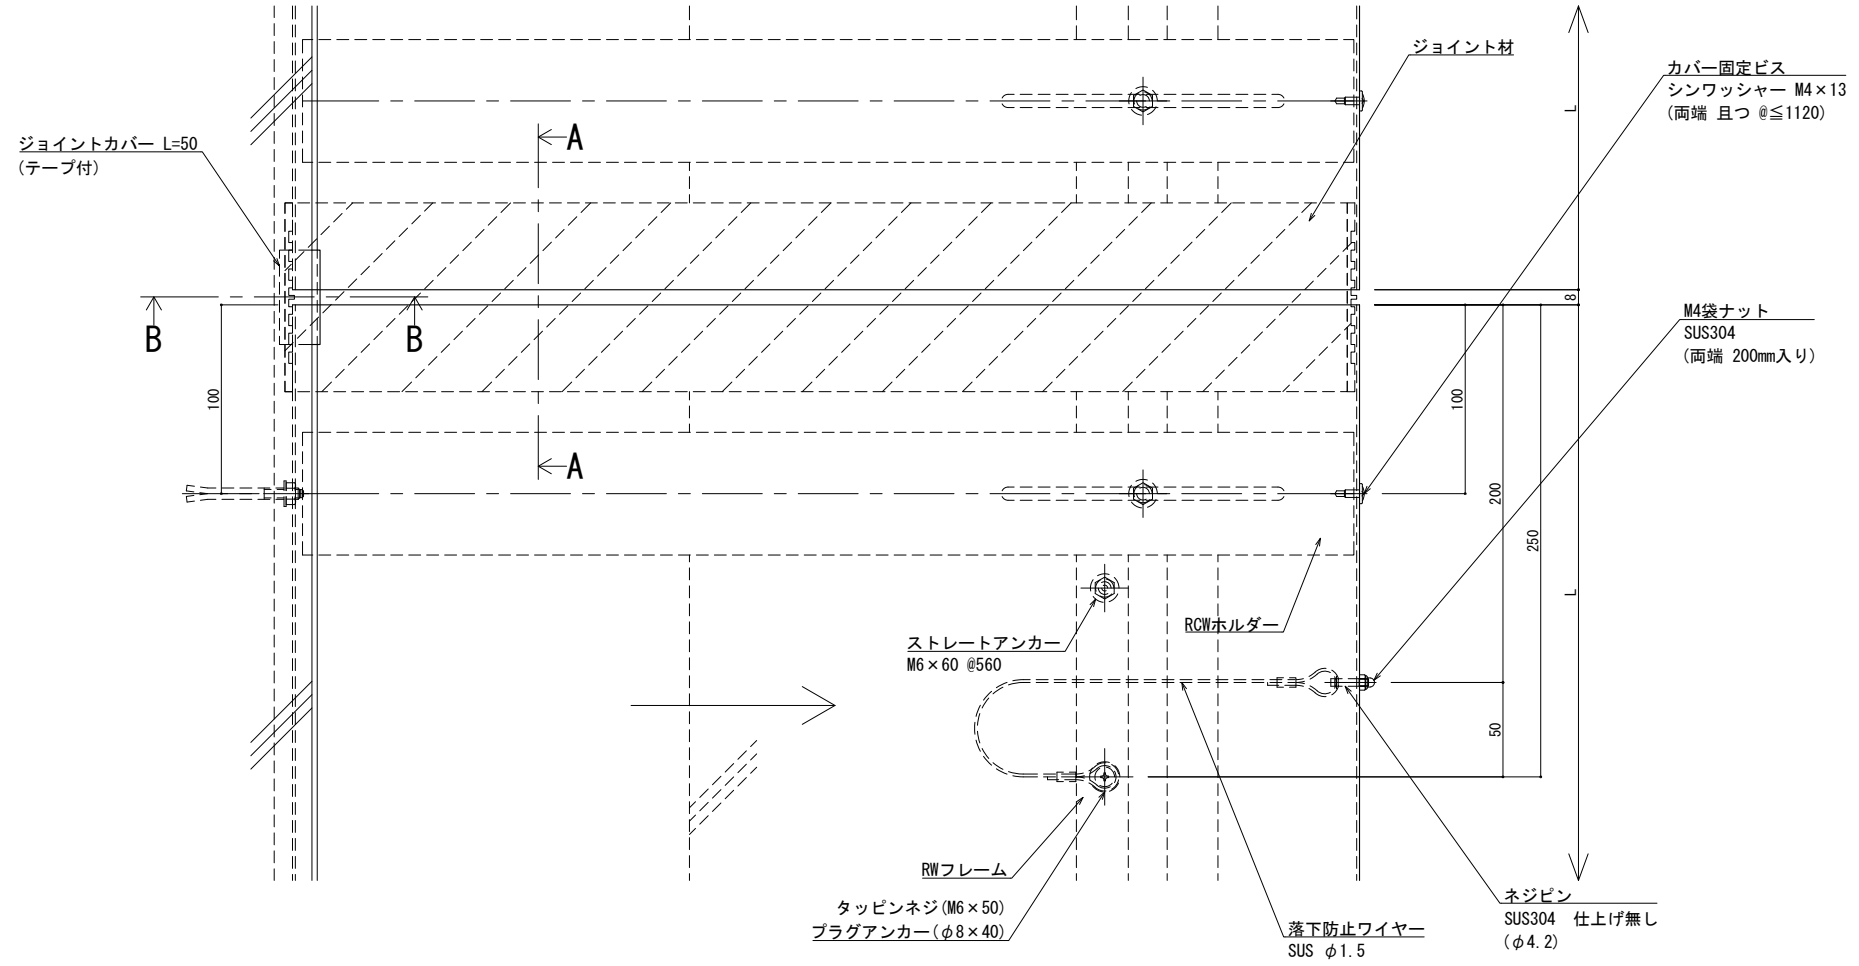 ジョイント材
カバー固定ビス
シンワッシャー M4×13
(両端 且つ @≦1120)
L
ジョイントカバー L=50
(テープ付)
A
8
B
B
M4袋ナット
SUS304
(両端 200mm入り)
100
100
A
200
250
L
RCWホルダー
ストレートアンカー
M6×60 @560
50
RWフレーム
タッピンネジ(M6×50)
プラグアンカー(φ8×40)
落下防止ワイヤー
SUS φ1.5
ネジピン
SUS304 仕上げ無し
(φ4.2)